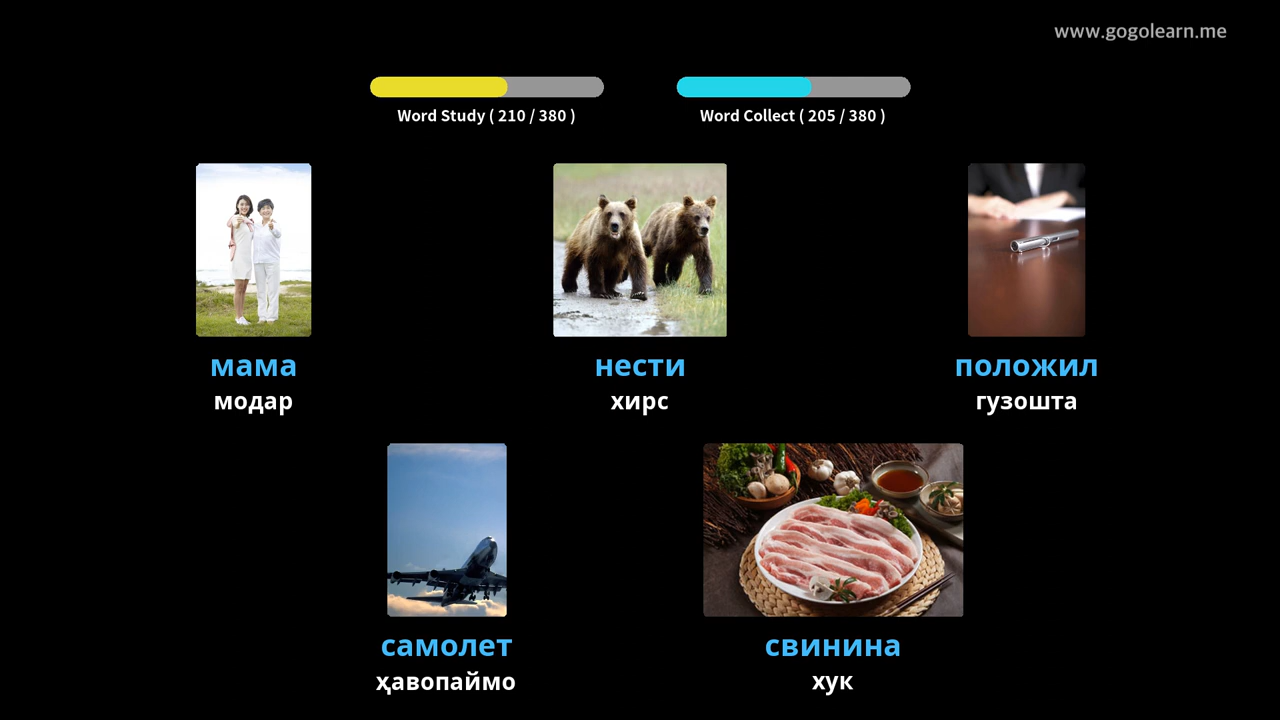 www.gogolearn.me
Word Study ( 210 / 380 )
Word Collect ( 205 / 380 )
мама
модар
нести
хирс
положил
гузошта
самолет
ҳавопаймо
свинина
хук